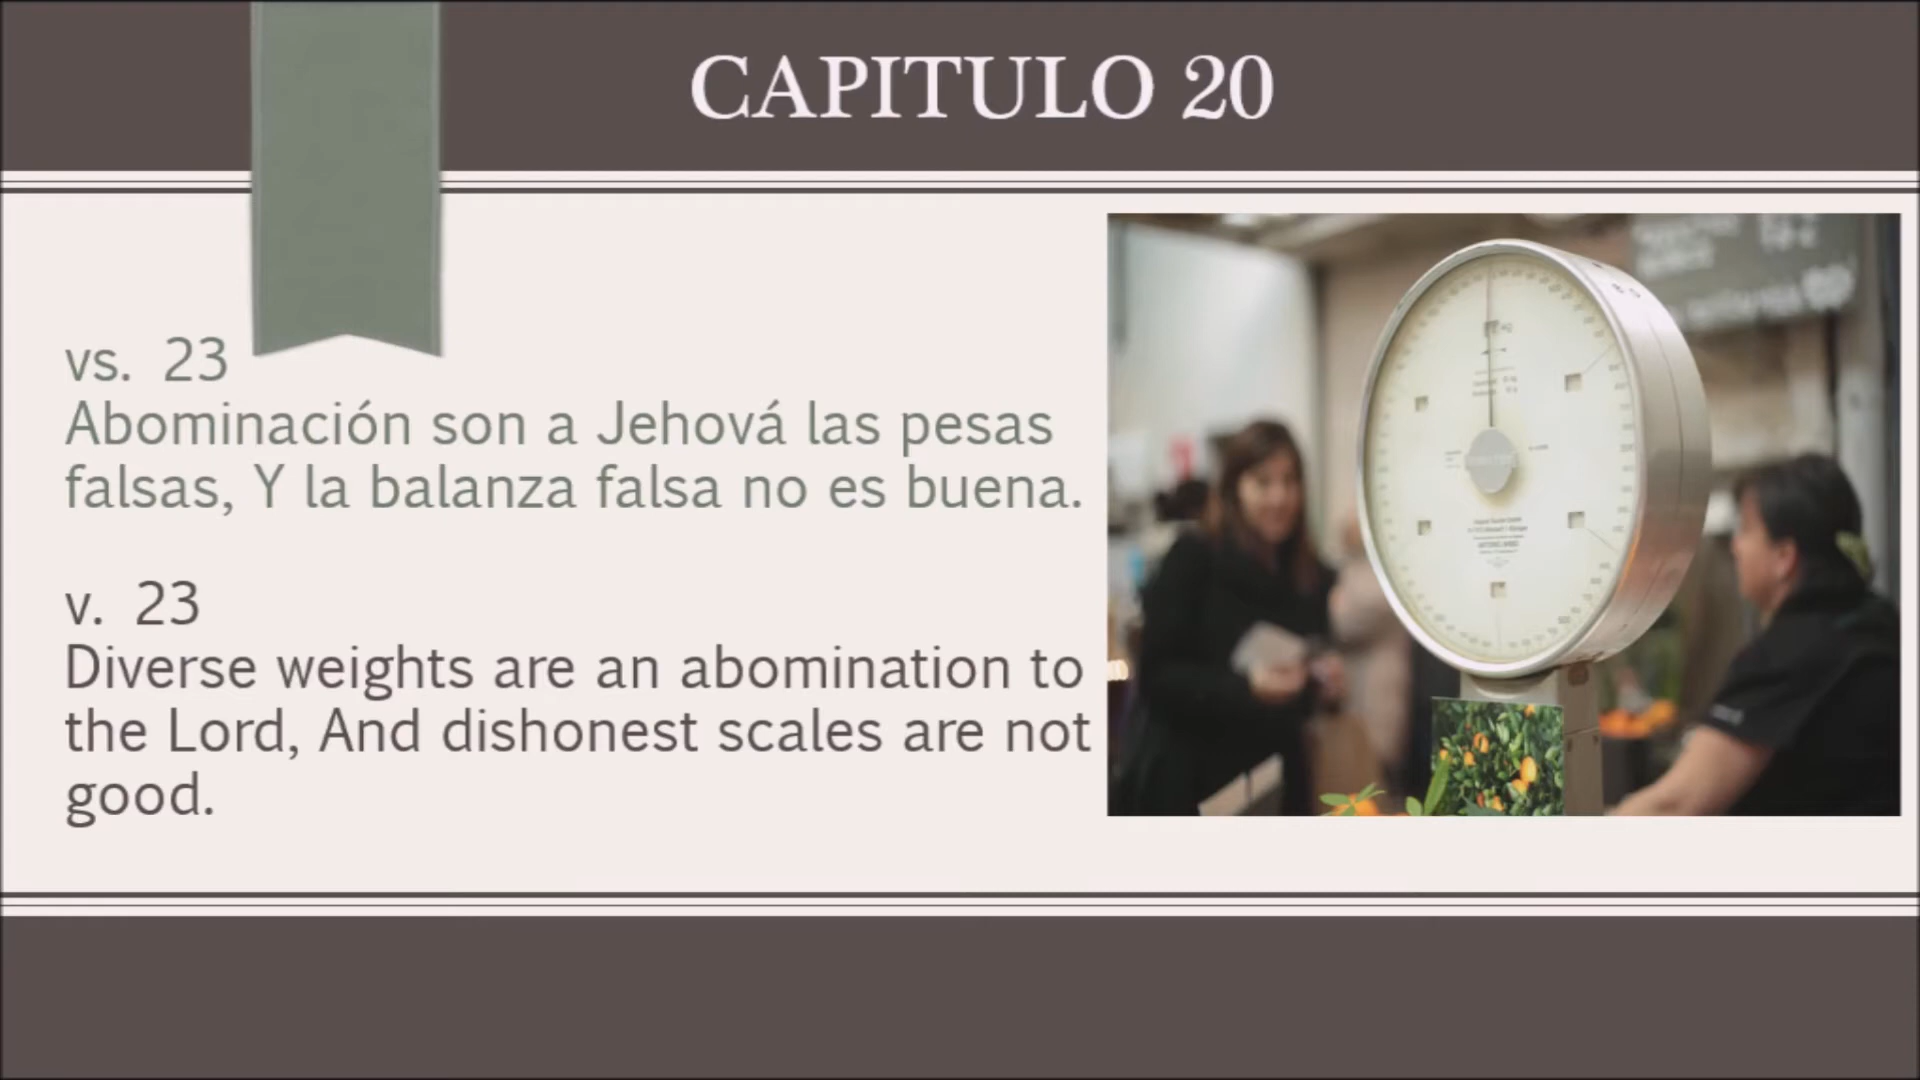 CAPITULO 20
vs. 23
Abominación son a Jehová las pesas
falsas, Y la balanza falsa no es buena.
v. 23
Diverse weights are an abomination to
the Lord, And dishonest scales are not
good.